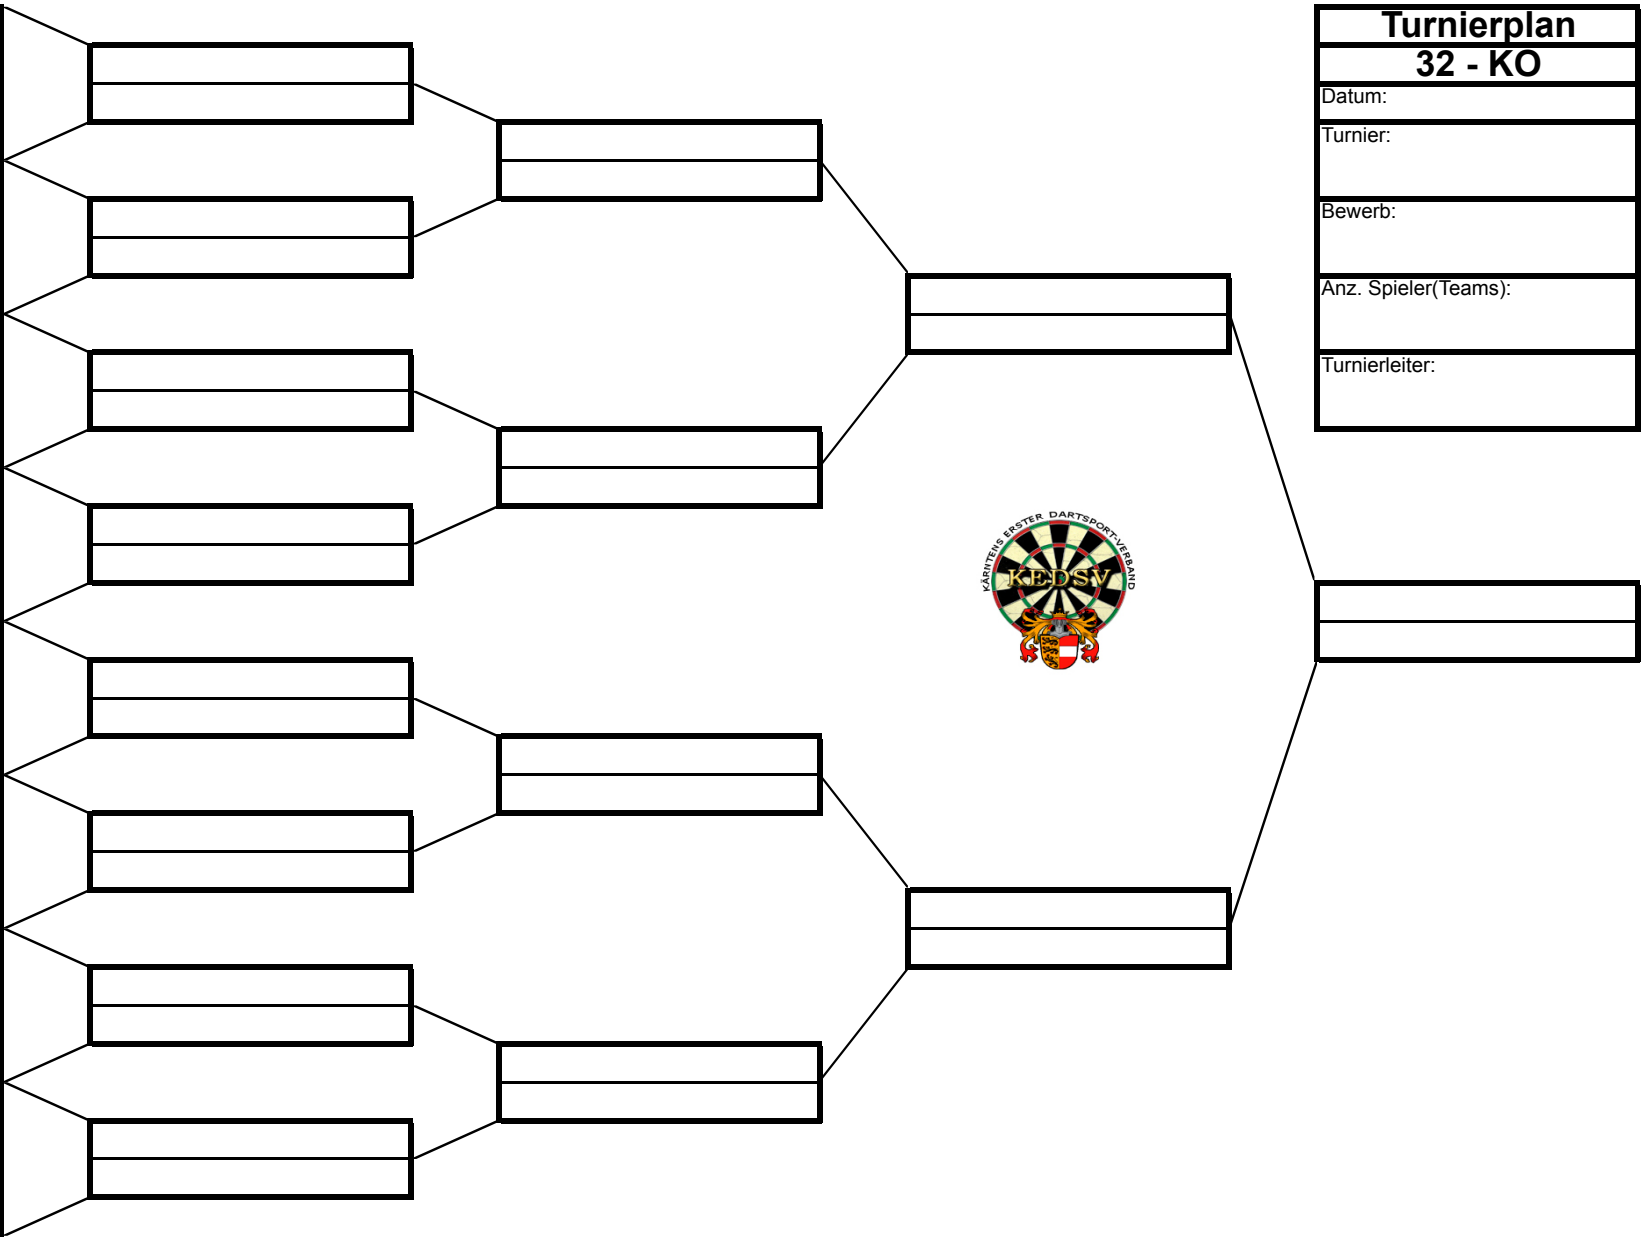 Turnierplan
32 - KO
Datum:
Turnier:
Bewerb:
Anz. Spieler(Teams):
Turnierleiter:
KÄRNTENS ERSTER DARTSPORT-VERBAND
KEDSV